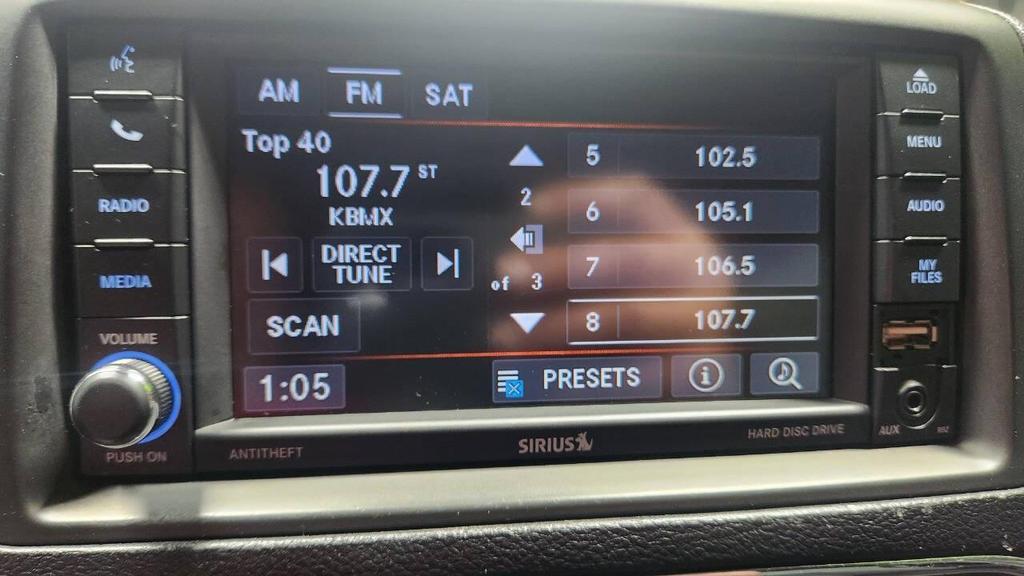 AM FM SAT
Top 40
107.7 ST
KBMX
DIRECT
TUNE
SCAN
1:05
2
of 3
5 102.5
6 105.1
7 106.5
8 107.7
PRESETS
RADIO
MEDIA
VOLUME
PUSH ON
LOAD
MENU
AUDIO
MY
FILES
AUX
ANTITHEFT
SIRIUS
HARD DISC DRIVE